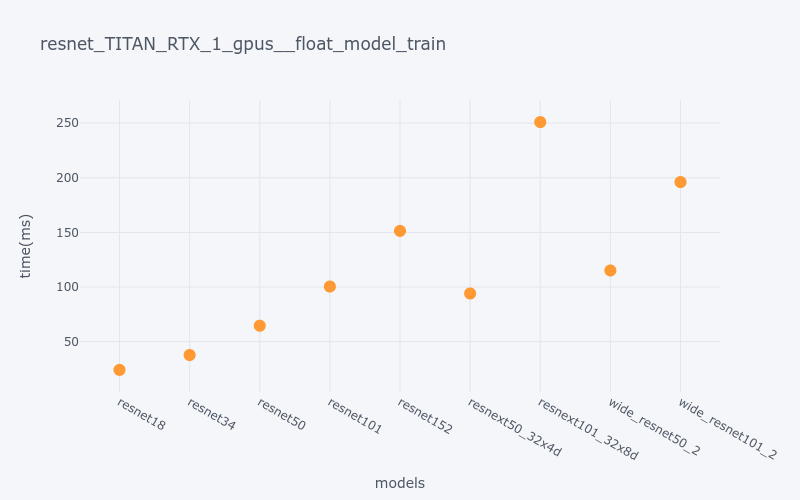 resnet_TITAN_RTX_1_gpus__float_model_train
time(ms)
250
200
150
100
50
resnet18
resnet34
resnet50
resnet101
resnet152
resnext50_32x4d
resnext101_32x8d
wide_resnet50_2
wide_resnet101_2
models